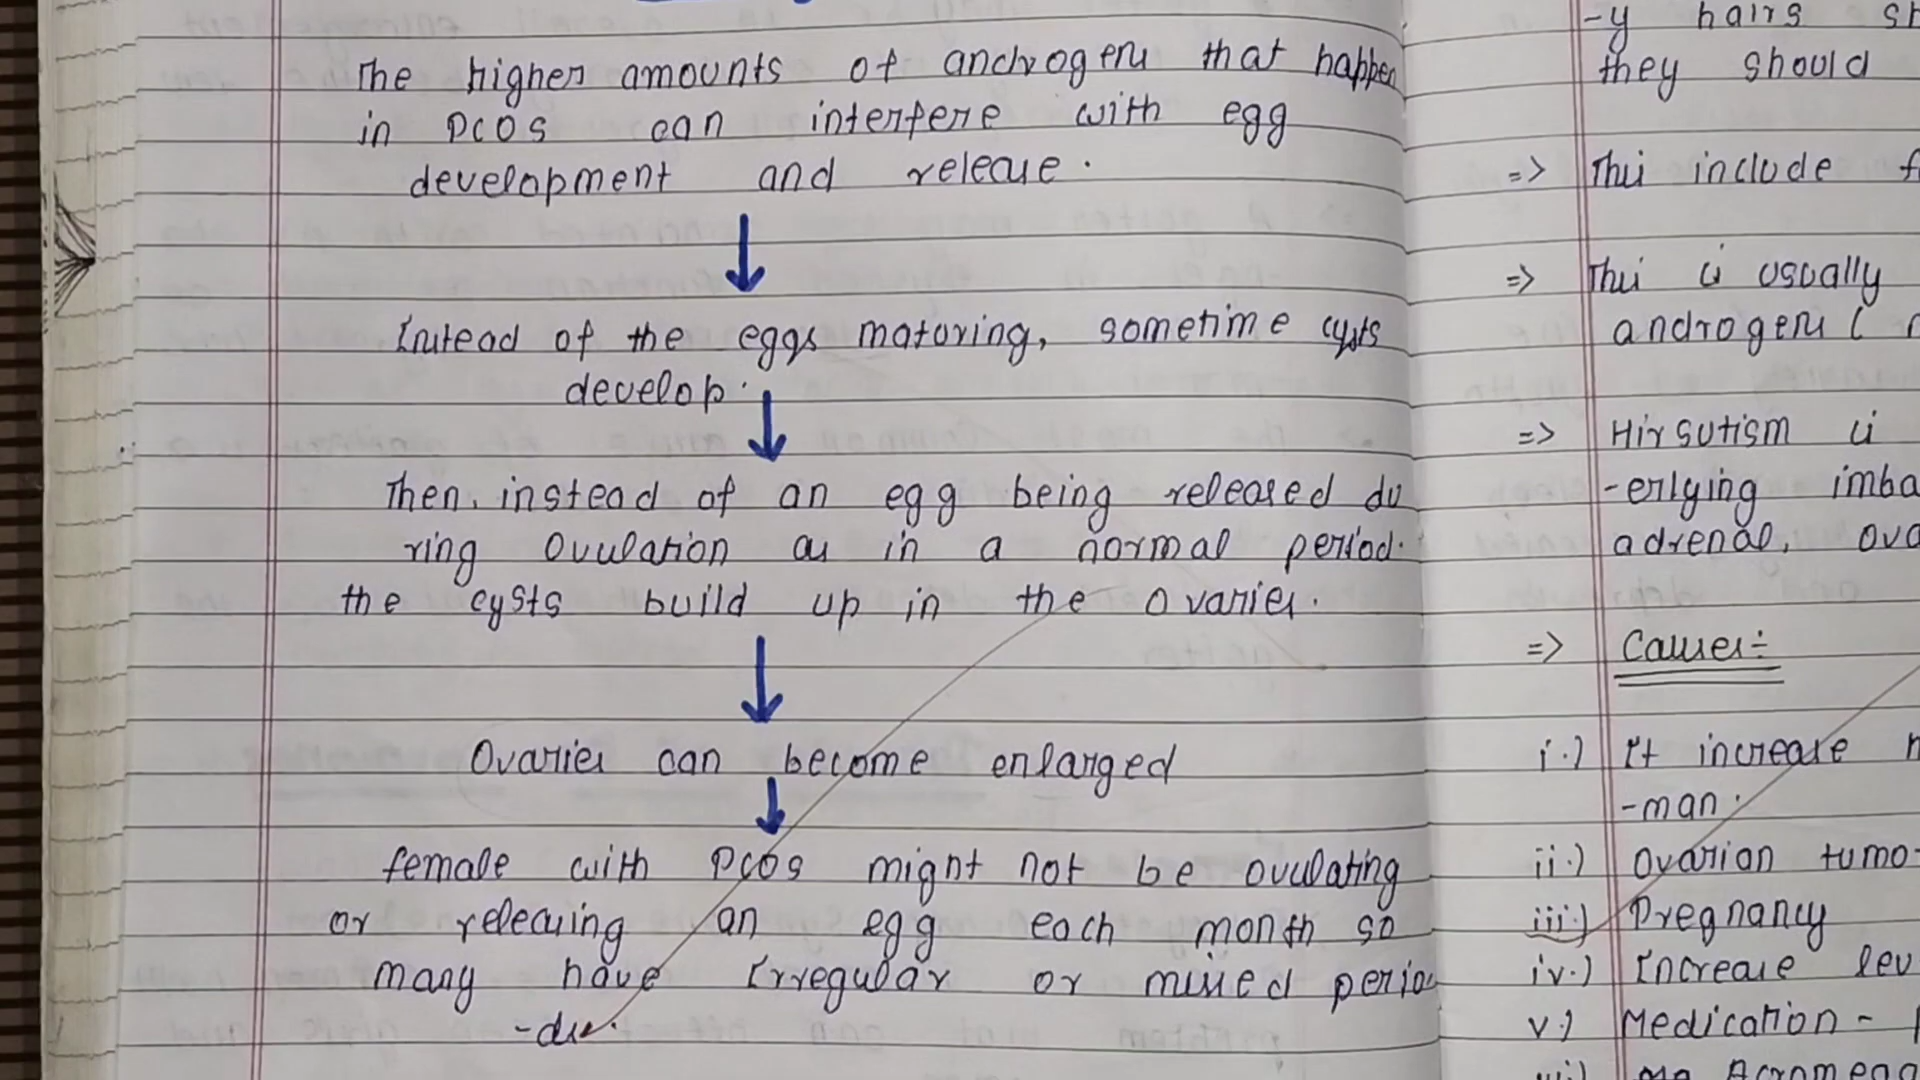 The higher amounts of androgens that happen
in PCOS can interfere with egg
development and release.
Instead of the eggs maturing, sometime cysts
develop.
Then, instead of an egg being released du
ring Ovulation as in a normal period.
the cysts build up in the Ovaries.
Ovaries can become enlarged
female with PCOS might not be ovulating
or releasing an egg each month so
many have Irregular or missed perio
-ds.
-y hairs sh
they should
=> This include f
=> This is usually
androgens (
=> Hirsutism is
-erlying imba
adrenal, ova
=> Causes÷
i.) It increase
-man.
ii.) Ovarian tumo
iii.) Pregnancy
iv.) Increase lev
v.) Medication -